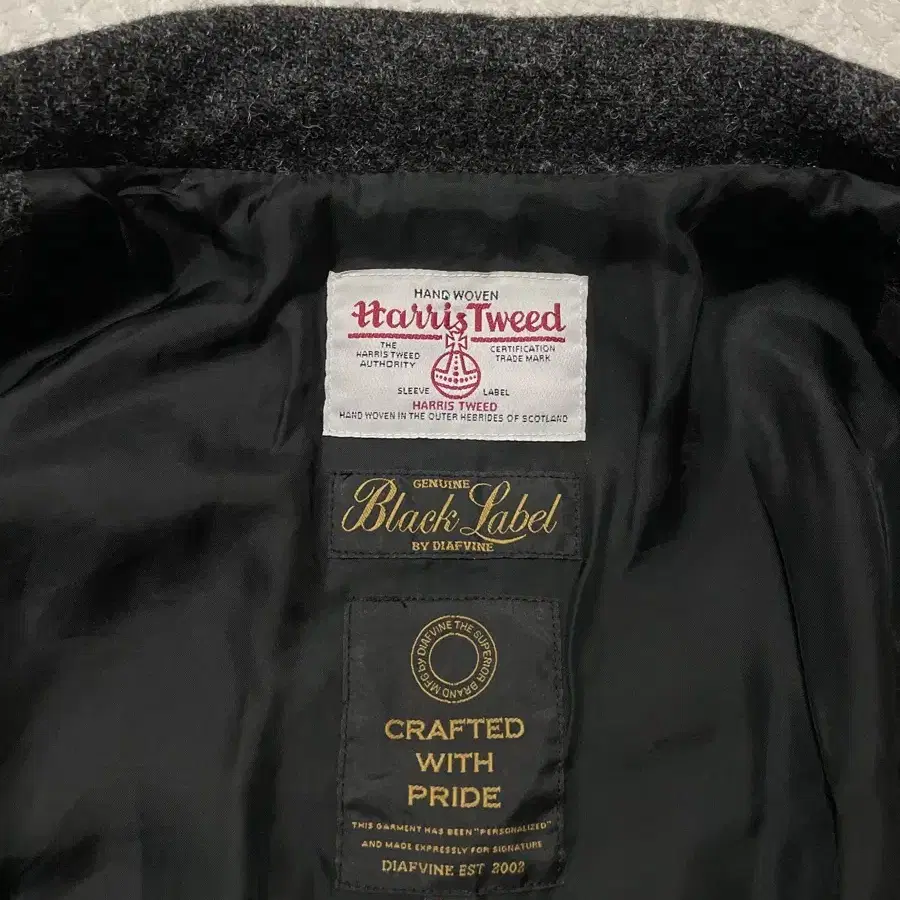 HAND WOVEN
Harris Tweed
THE
HARRIS TWEED
AUTHORITY
CERTIFICATION
TRADE MARK
SLEEVE LABEL
HARRIS TWEED
HAND WOVEN IN THE OUTER HEBRIDES OF SCOTLAND
GENUINE
Black Label
BY DIAFVINE
MFG by DIAFVINE THE SUPERIOR BRAND
CRAFTED
WITH
PRIDE
THIS GARMENT HAS BEEN "PERSONALIZED"
AND MADE EXPRESSLY FOR SIGNATURE
DIAFVINE EST 2002